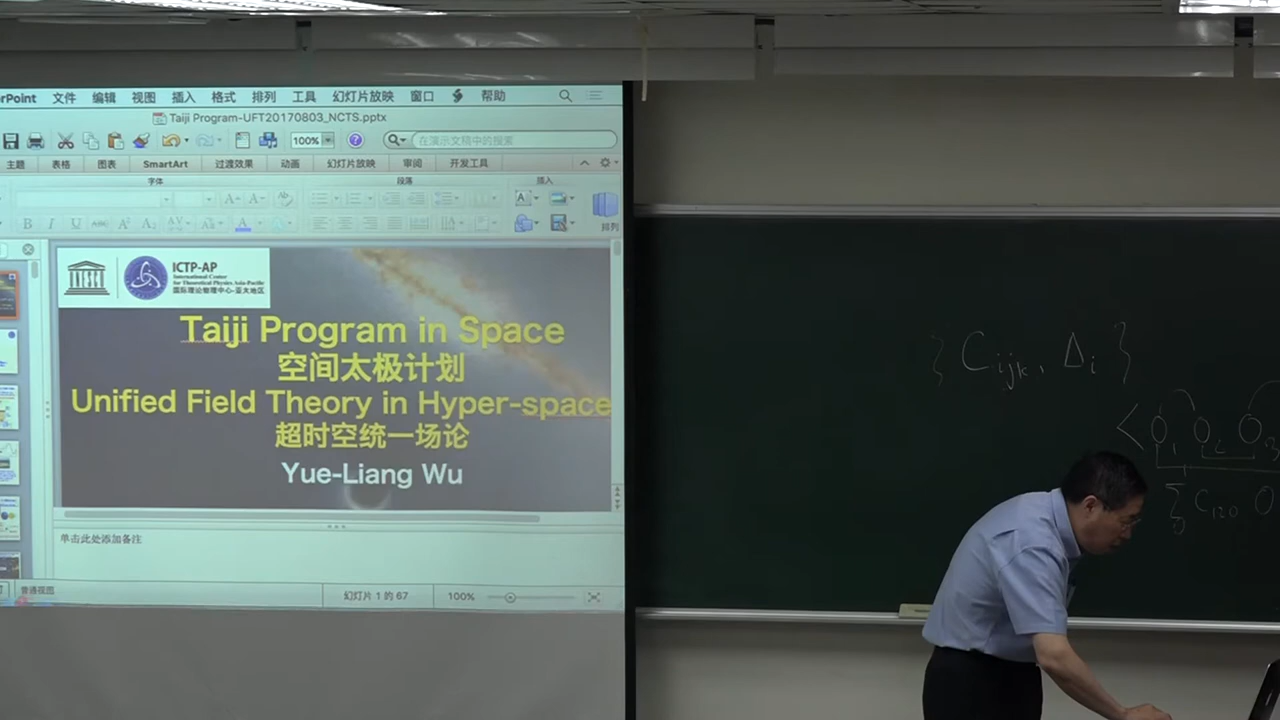 rPoint 文件 编辑 视图 插入 格式 排列 工具 幻灯片放映 窗口 帮助
Taiji Program-UFT20170803_NCTS.pptx
100% 在演示文稿中的搜索
主题 表格 图表 SmartArt 过渡效果 动画 幻灯片放映 审阅 开发工具
字体 段落 插入
排列
ICTP-AP
International Center
for Theoretical Physics Asia-Pacific
国际理论物理中心-亚太地区
Taiji Program in Space
空间太极计划
Unified Field Theory in Hyper-space
超时空统一场论
Yue-Liang Wu
单击此处添加备注
普通视图 幻灯片 1 的 67 100%
{ Cijk, Δi }